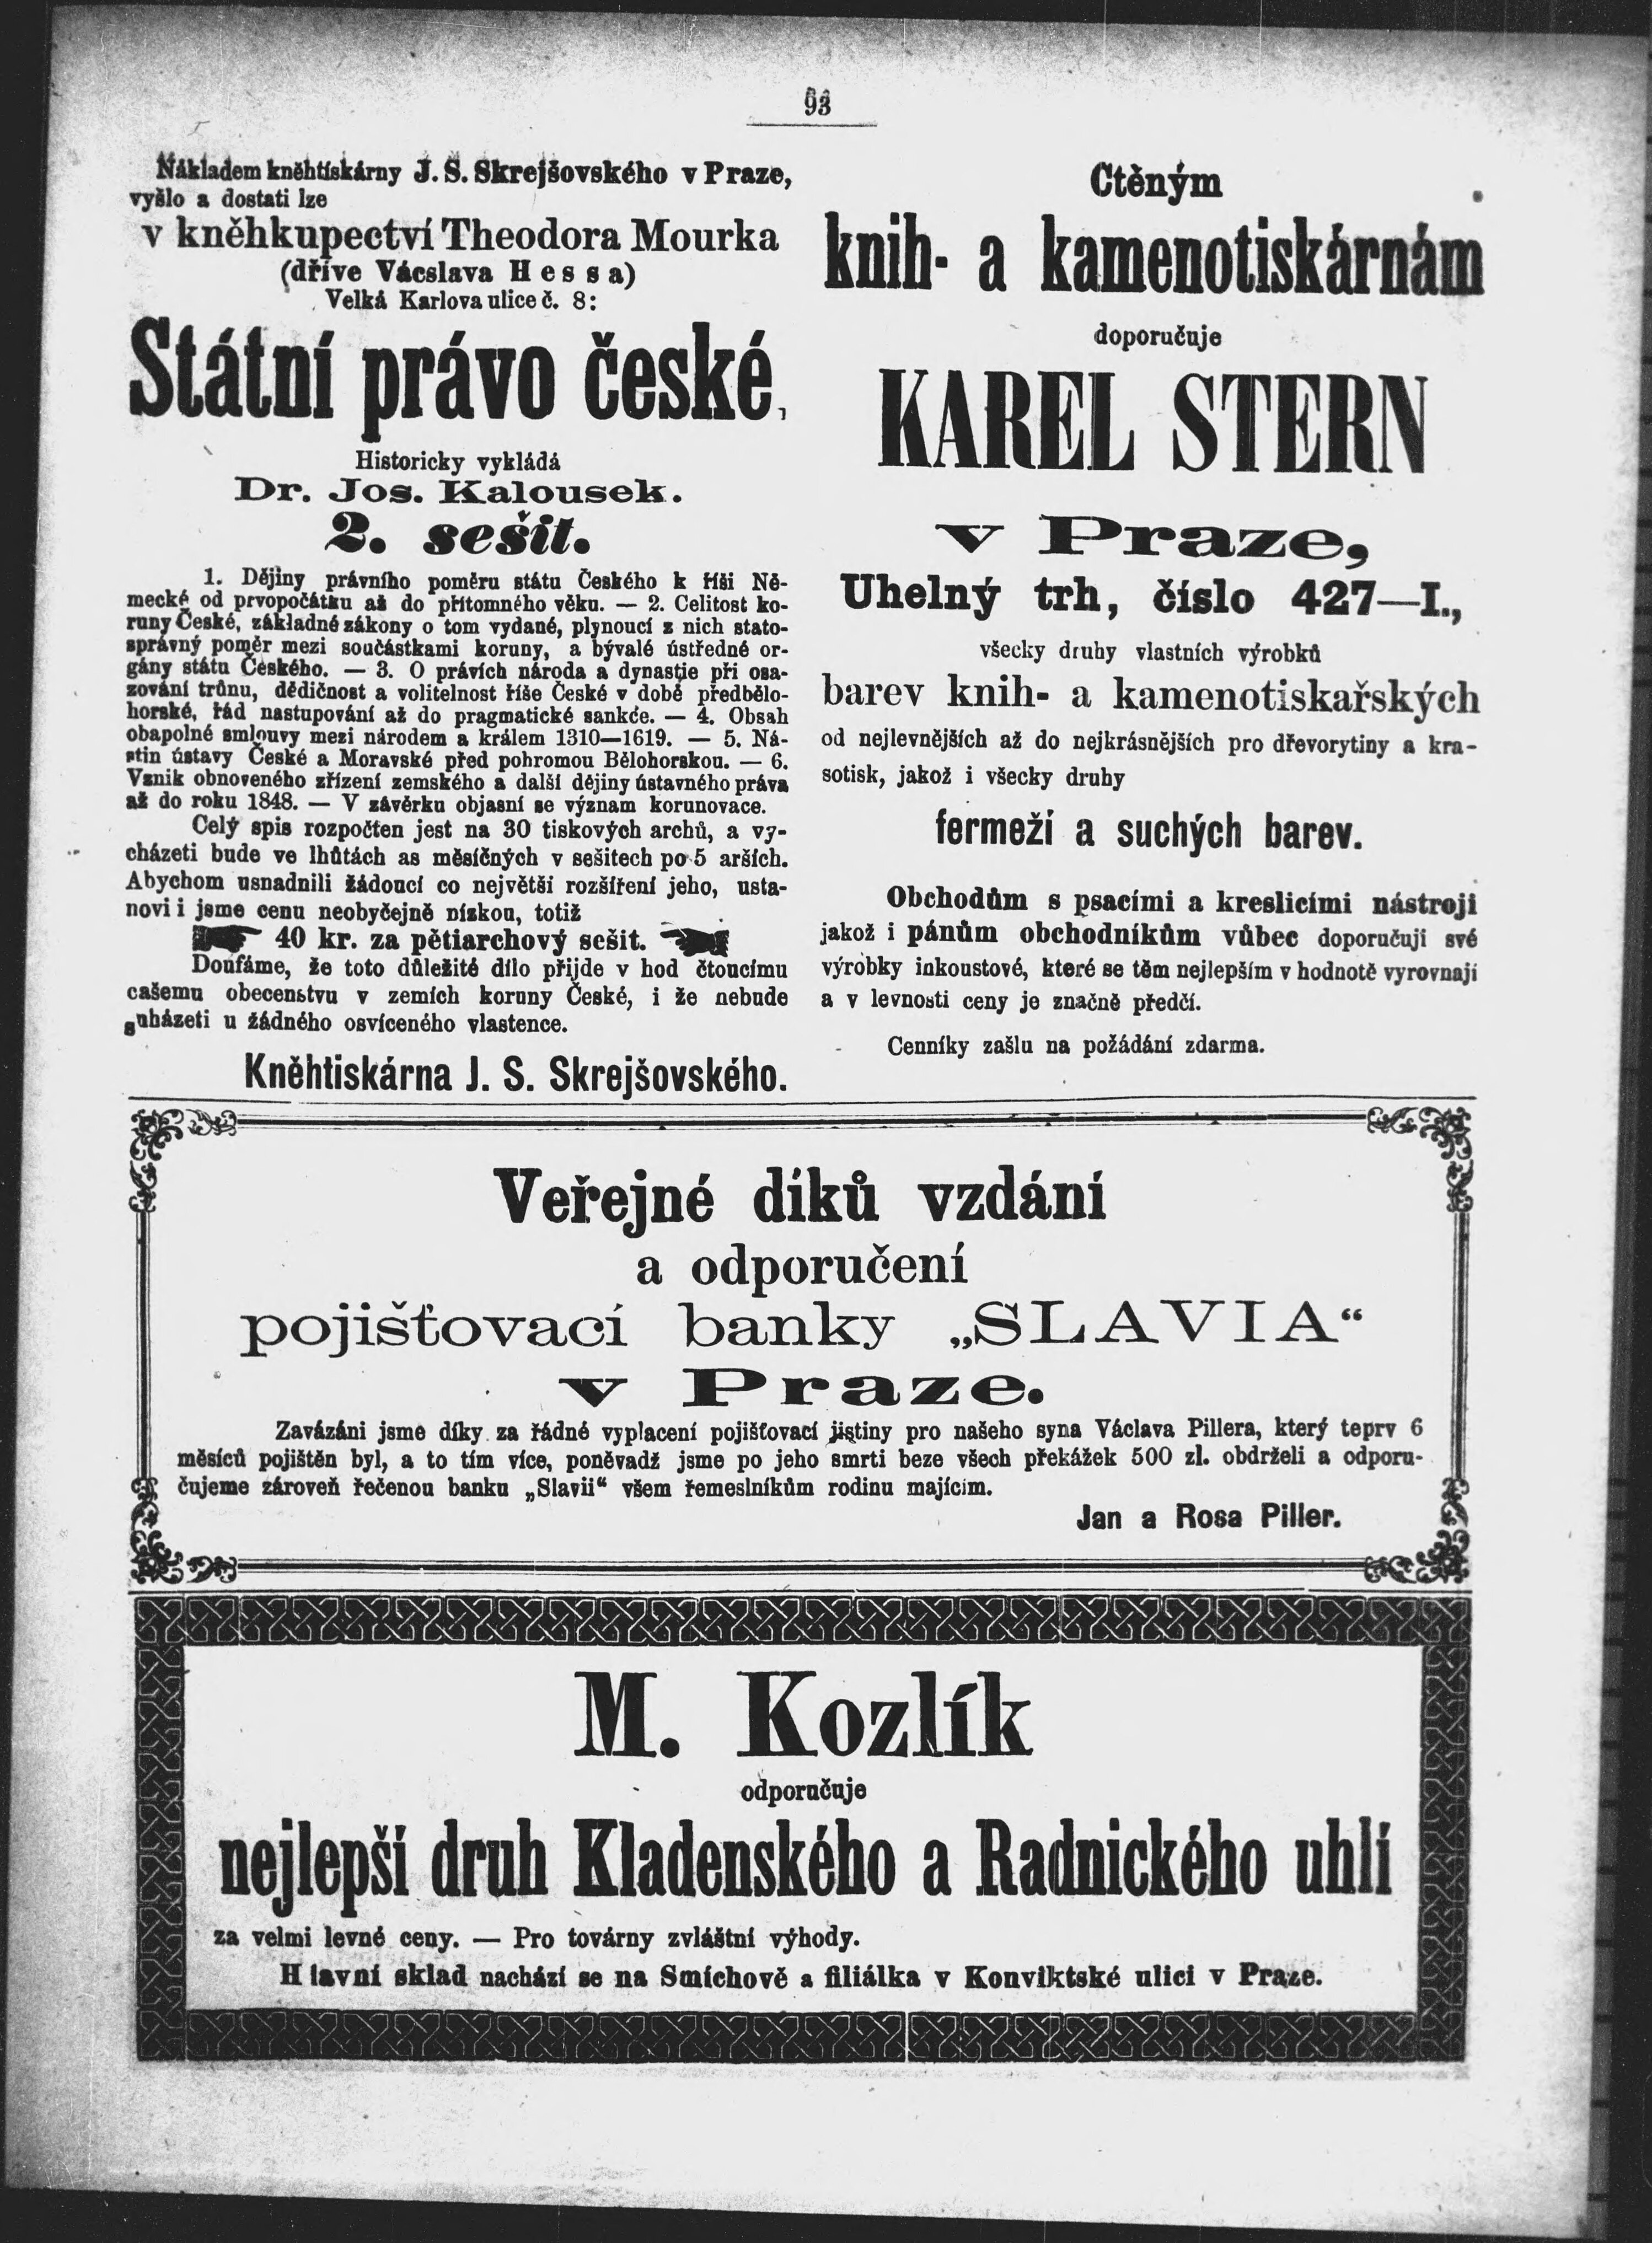 93
Nákladem kněhtiskárny J. S. Skrejšovského v Praze,
vyšlo a dostati lze
v kněhkupectví Theodora Mourka
(dříve Vácslava Hessa)
Velká Karlova ulice č. 8:
Státní právo české,
Historicky vykládá
Dr. Jos. Kalousek.
2. sešit.
1. Dějiny právního poměru státu Českého k říši Ně-
mecké od prvopočátku až do přítomného věku. — 2. Celitost ko-
runy České, základné zákony o tom vydané, plynoucí z nich stato-
správný poměr mezi součástkami koruny, a bývalé ústředné or-
gány státu Českého. — 3. O právích národa a dynastie při osa-
zování trůnu, dědičnost a volitelnost říše České v době předbělo-
horské, řád nastupování až do pragmatické sankce. — 4. Obsah
obapolné smlouvy mezi národem a králem 1310—1619. — 5. Ná-
stin ústavy České a Moravské před pohromou Bělohorskou. — 6.
Vznik obnoveného zřízení zemského a další dějiny ústavného práva
až do roku 1848. — V závěrku objasní se význam korunovace.
Celý spis rozpočten jest na 30 tiskových archů, a vy-
cházeti bude ve lhůtách as měsíčných v sešitech po 5 arších.
Abychom usnadnili žádoucí co největší rozšíření jeho, usta-
novi i jsme cenu neobyčejně nízkou, totiž
40 kr. za pětiarchový sešit.
Doufáme, že toto důležité dílo přijde v hod čtoucímu
cašemu obecenstvu v zemích koruny České, i že nebude
suházeti u žádného osvíceného vlastence.
Kněhtiskárna J. S. Skrejšovského.
Ctěným
knih- a kamenotiskárnám
doporučuje
KAREL STERN
v Praze,
Uhelný trh, číslo 427—I.,
všecky druhy vlastních výrobků
barev knih- a kamenotiskařských
od nejlevnějších až do nejkrásnějších pro dřevorytiny a kra-
sotisk, jakož i všecky druhy
fermeží a suchých barev.
Obchodům s psacími a kreslicími nástroji
jakož i pánům obchodníkům vůbec doporučuji své
výrobky inkoustové, které se těm nejlepším v hodnotě vyrovnají
a v levnosti ceny je značně předčí.
Cenníky zašlu na požádání zdarma.
Veřejné díků vzdání
a odporučení
pojišťovací banky „SLAVIA“
v Praze.
Zavázáni jsme díky za řádné vyplacení pojišťovací jistiny pro našeho syna Václava Pillera, který teprv 6
měsíců pojištěn byl, a to tím více, poněvadž jsme po jeho smrti beze všech překážek 500 zl. obdrželi a odporu-
čujeme zároveň řečenou banku „Slavii“ všem řemeslníkům rodinu majícím.
Jan a Rosa Piller.
M. Kozlík
odporučuje
nejlepší druh Kladenského a Radnického uhlí
za velmi levné ceny. — Pro továrny zvláštní výhody.
Hlavní sklad nachází se na Smíchově a filiálka v Konviktské ulici v Praze.